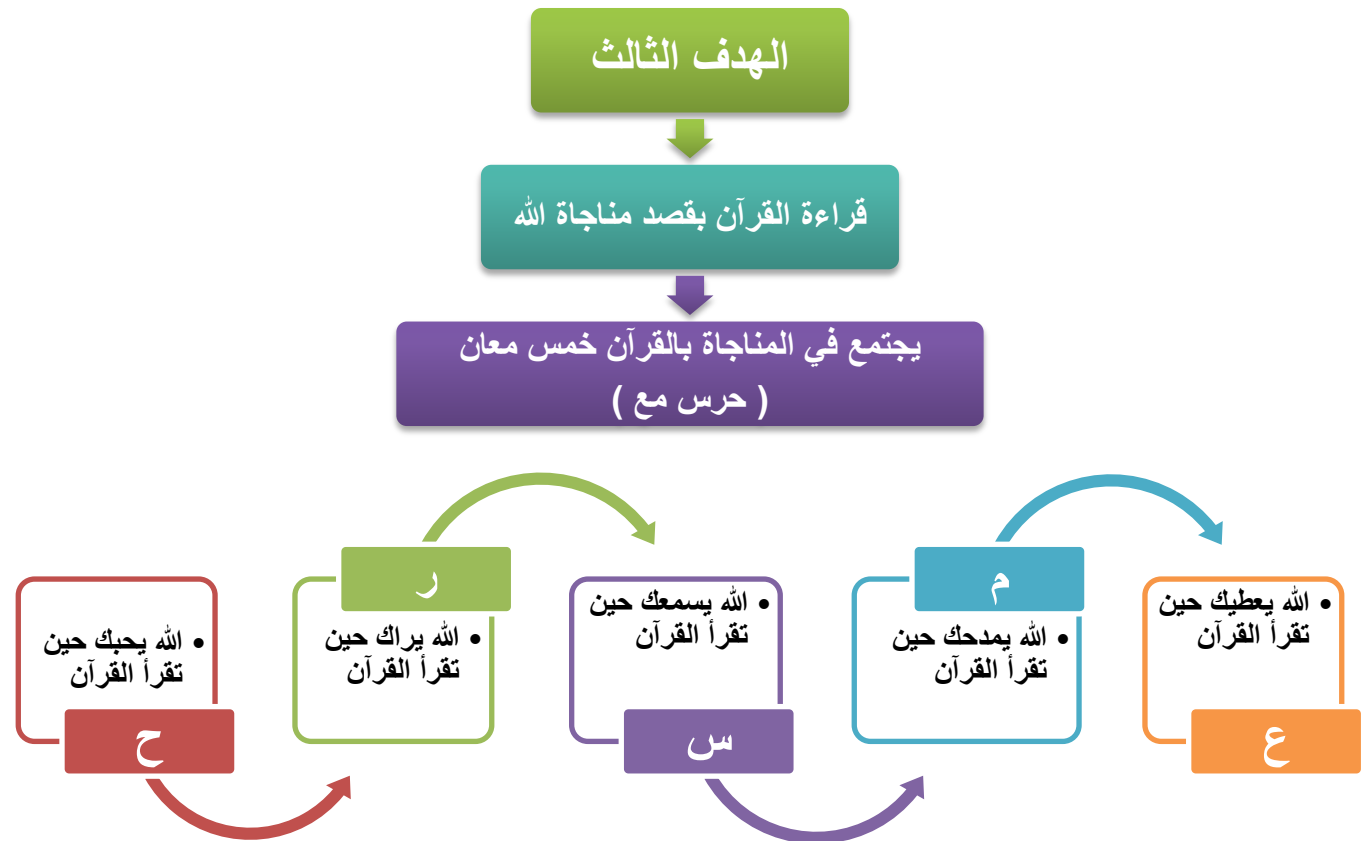 الهدف الثالث
قراءة القرآن بقصد مناجاة الله
يجتمع في المناجاة بالقرآن خمس معان
( حرس مع )
• الله يحبك حين
تقرأ القرآن
ح
ر
• الله يراك حين
تقرأ القرآن
• الله يسمعك حين
تقرأ القرآن
س
م
• الله يمدحك حين
تقرأ القرآن
• الله يعطيك حين
تقرأ القرآن
ع